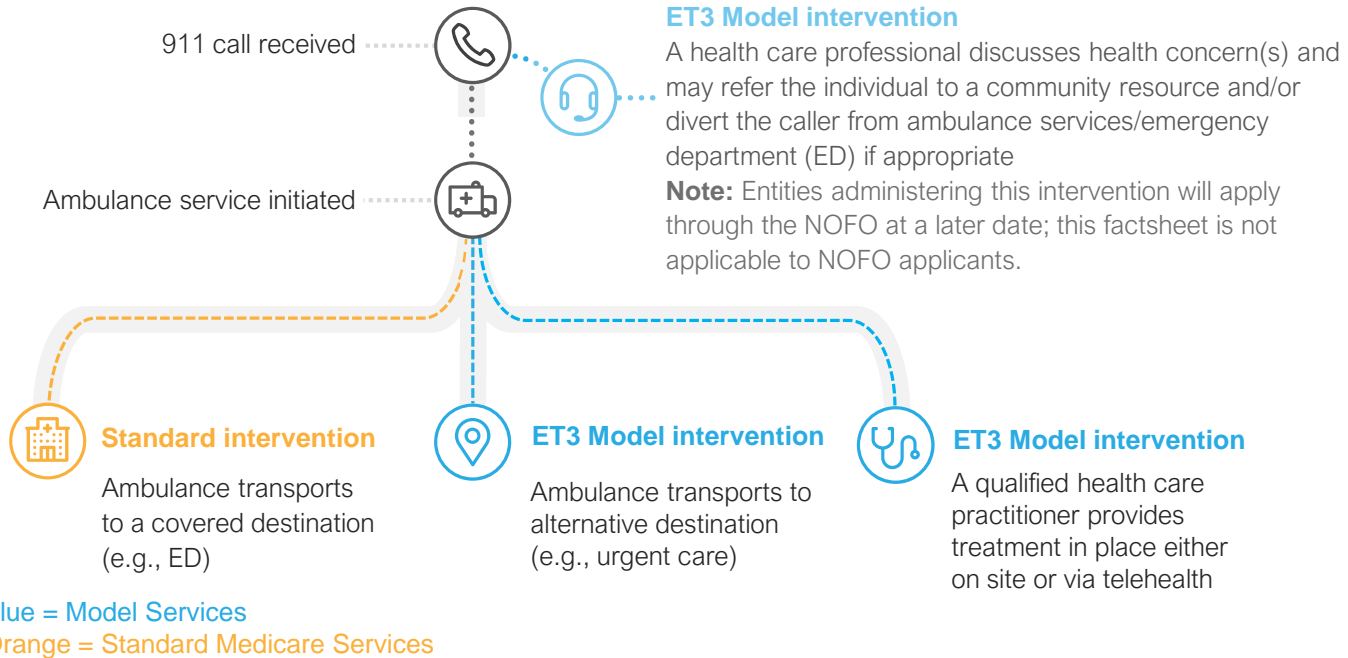 911 call received
ET3 Model intervention
A health care professional discusses health concern(s) and
may refer the individual to a community resource and/or
divert the caller from ambulance services/emergency
department (ED) if appropriate
Note: Entities administering this intervention will apply
through the NOFO at a later date; this factsheet is not
applicable to NOFO applicants.
Ambulance service initiated
Standard intervention
Ambulance transports
to a covered destination
(e.g., ED)
ET3 Model intervention
Ambulance transports to
alternative destination
(e.g., urgent care)
ET3 Model intervention
A qualified health care
practitioner provides
treatment in place either
on site or via telehealth
lue = Model Services
Orange = Standard Medicare Services